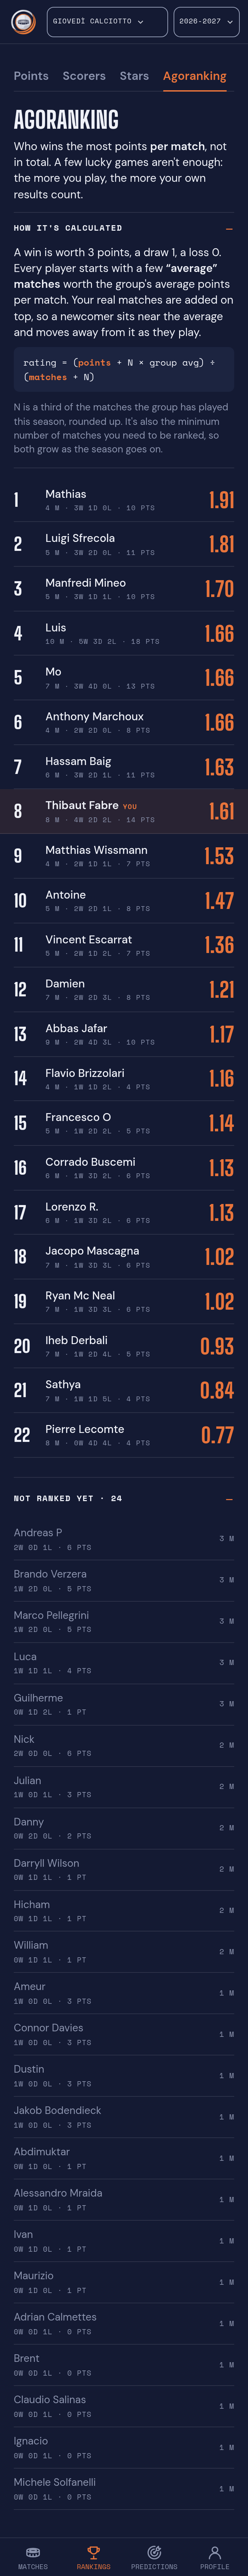 GIOVEDÌ CALCIOTTO
2026-2027
Points Scorers Stars Agoranking
AGORANKING
Who wins the most points per match, not
in total. A few lucky games aren't enough:
the more you play, the more your own
results count.
HOW IT'S CALCULATED
A win is worth 3 points, a draw 1, a loss 0.
Every player starts with a few “average”
matches worth the group's average points
per match. Your real matches are added on
top, so a newcomer sits near the average
and moves away from it as they play.
rating = (points + N × group avg) ÷
(matches + N)
N is a third of the matches the group has played
this season, rounded up. It's also the minimum
number of matches you need to be ranked, so
both grow as the season goes on.
1 Mathias 1.91
4 M · 3W 1D 0L · 10 PTS
2 Luigi Sfrecola 1.81
5 M · 3W 2D 0L · 11 PTS
3 Manfredi Mineo 1.70
5 M · 3W 1D 1L · 10 PTS
4 Luis 1.66
10 M · 5W 3D 2L · 18 PTS
5 Mo 1.66
7 M · 3W 4D 0L · 13 PTS
6 Anthony Marchoux 1.66
4 M · 2W 2D 0L · 8 PTS
7 Hassam Baig 1.63
6 M · 3W 2D 1L · 11 PTS
8 Thibaut Fabre YOU 1.61
8 M · 4W 2D 2L · 14 PTS
9 Matthias Wissmann 1.53
4 M · 2W 1D 1L · 7 PTS
10 Antoine 1.47
5 M · 2W 2D 1L · 8 PTS
11 Vincent Escarrat 1.36
5 M · 2W 1D 2L · 7 PTS
12 Damien 1.21
7 M · 2W 2D 3L · 8 PTS
13 Abbas Jafar 1.17
9 M · 2W 4D 3L · 10 PTS
14 Flavio Brizzolari 1.16
4 M · 1W 1D 2L · 4 PTS
15 Francesco O 1.14
5 M · 1W 2D 2L · 5 PTS
16 Corrado Buscemi 1.13
6 M · 1W 3D 2L · 6 PTS
17 Lorenzo R. 1.13
6 M · 1W 3D 2L · 6 PTS
18 Jacopo Mascagna 1.02
7 M · 1W 3D 3L · 6 PTS
19 Ryan Mc Neal 1.02
7 M · 1W 3D 3L · 6 PTS
20 Iheb Derbali 0.93
7 M · 1W 2D 4L · 5 PTS
21 Sathya 0.84
7 M · 1W 1D 5L · 4 PTS
22 Pierre Lecomte 0.77
8 M · 0W 4D 4L · 4 PTS
NOT RANKED YET · 24
Andreas P 3 M
2W 0D 1L · 6 PTS
Brando Verzera 3 M
1W 2D 0L · 5 PTS
Marco Pellegrini 3 M
1W 2D 0L · 5 PTS
Luca 3 M
1W 1D 1L · 4 PTS
Guilherme 3 M
0W 1D 2L · 1 PT
Nick 2 M
2W 0D 0L · 6 PTS
Julian 2 M
1W 0D 1L · 3 PTS
Danny 2 M
0W 2D 0L · 2 PTS
Darryll Wilson 2 M
0W 1D 1L · 1 PT
Hicham 2 M
0W 1D 1L · 1 PT
William 2 M
0W 1D 1L · 1 PT
Ameur 1 M
1W 0D 0L · 3 PTS
Connor Davies 1 M
1W 0D 0L · 3 PTS
Dustin 1 M
1W 0D 0L · 3 PTS
Jakob Bodendieck 1 M
1W 0D 0L · 3 PTS
Abdimuktar 1 M
0W 1D 0L · 1 PT
Alessandro Mraida 1 M
0W 1D 0L · 1 PT
Ivan 1 M
0W 1D 0L · 1 PT
Maurizio 1 M
0W 1D 0L · 1 PT
Adrian Calmettes 1 M
0W 0D 1L · 0 PTS
Brent 1 M
0W 0D 1L · 0 PTS
Claudio Salinas 1 M
0W 0D 1L · 0 PTS
Ignacio 1 M
0W 0D 1L · 0 PTS
Michele Solfanelli 1 M
0W 0D 1L · 0 PTS
MATCHES RANKINGS PREDICTIONS PROFILE